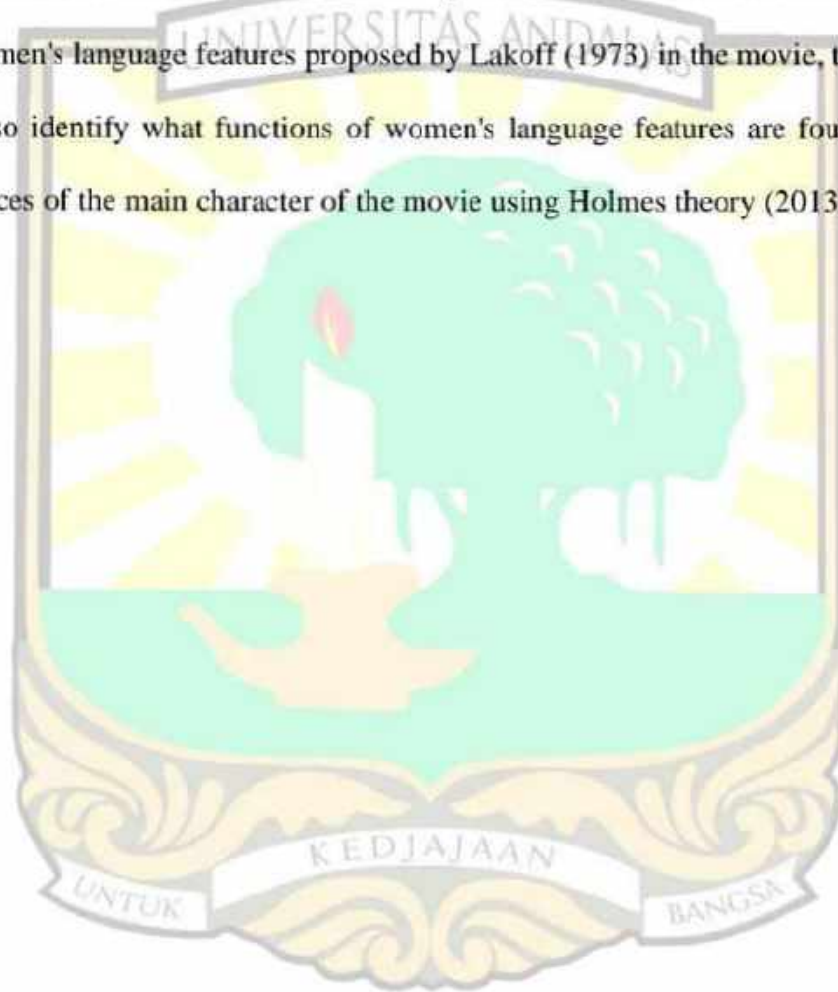 UNIVERSITAS ANDALAS
men's language features proposed by Lakoff (1973) in the movie, t
so identify what functions of women's language features are fou
ces of the main character of the movie using Holmes theory (2013
KEDJAJAAN
UNTUK BANGSA